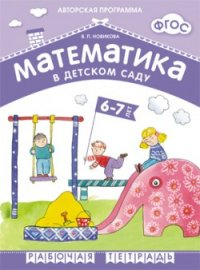 АВТОРСКАЯ ПРОГРАММА
ФГОС
В. П. НОВИКОВА
МАТЕМАТИКА
В ДЕТСКОМ САДУ
6–7
ЛЕТ
РАБОЧАЯ ТЕТРАДЬ